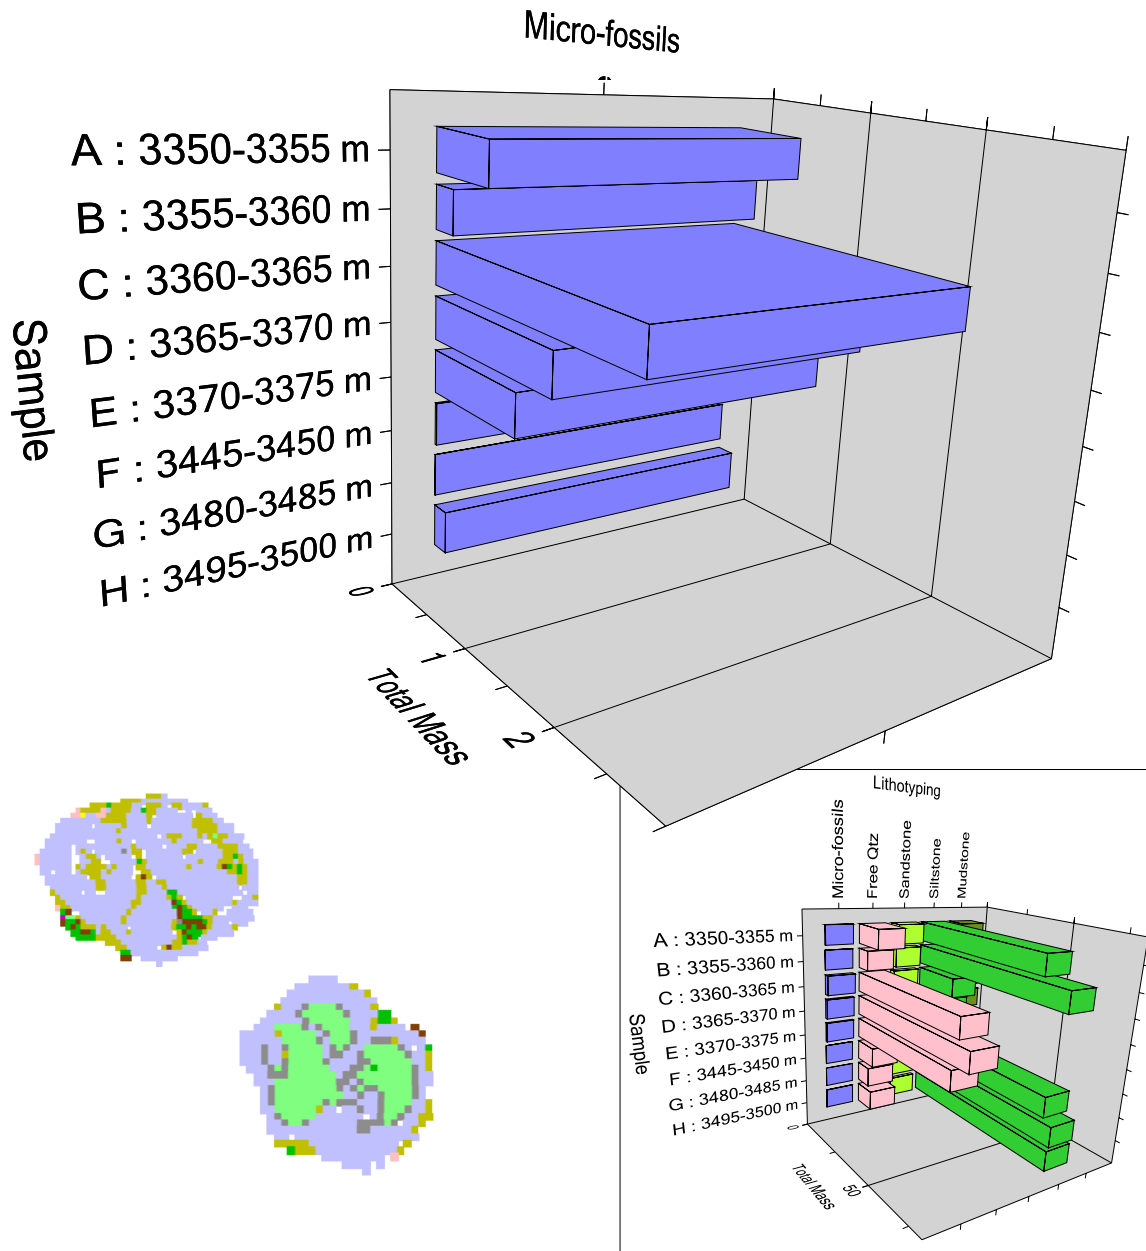 Micro-fossils
A : 3350-3355 m
B : 3355-3360 m
C : 3360-3365 m
D : 3365-3370 m
E : 3370-3375 m
F : 3445-3450 m
G : 3480-3485 m
H : 3495-3500 m
Sample
0
1
2
Total Mass
Lithotyping
Micro-fossils
Free Qtz
Sandstone
Siltstone
Mudstone
A : 3350-3355 m
B : 3355-3360 m
C : 3360-3365 m
D : 3365-3370 m
E : 3370-3375 m
F : 3445-3450 m
G : 3480-3485 m
H : 3495-3500 m
Sample
0
50
Total Mass